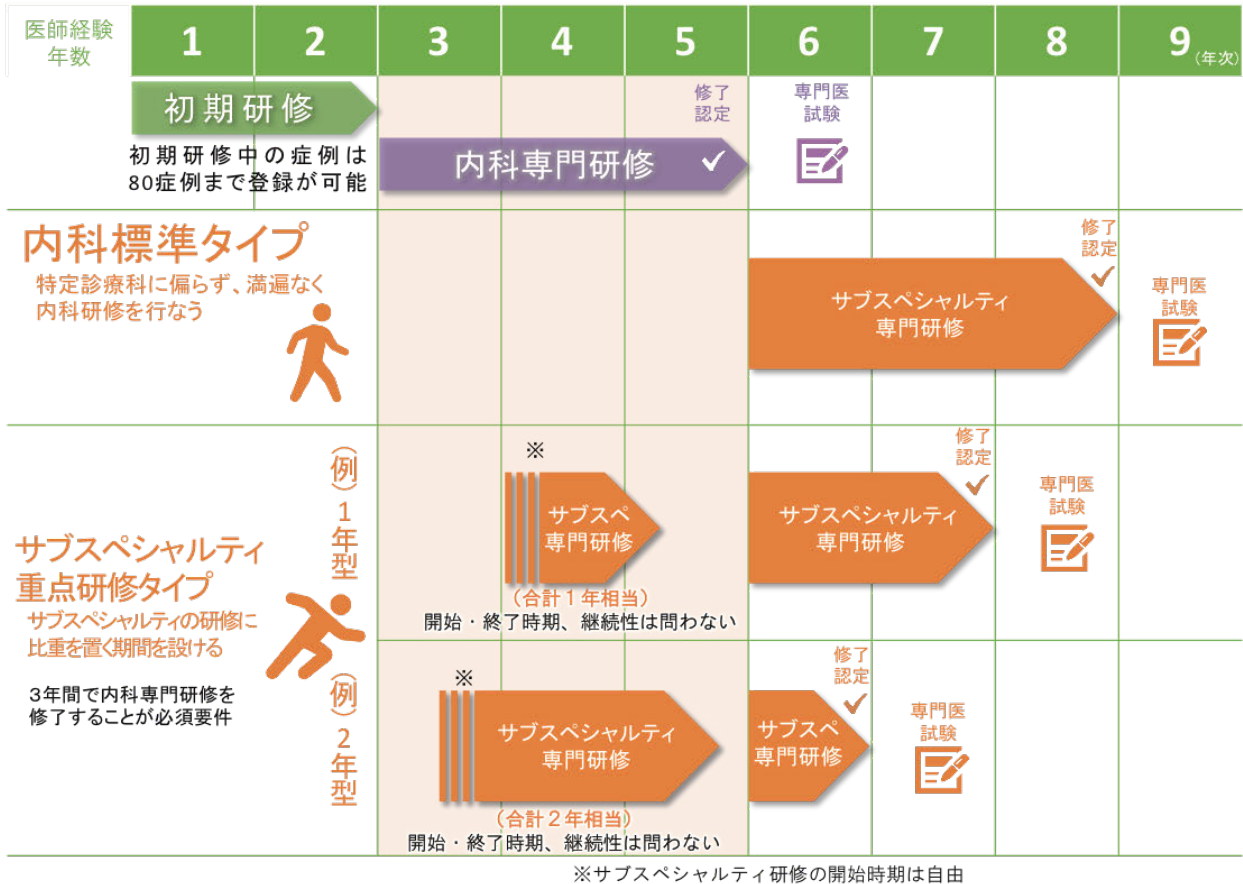 医師経験
年数
1 2 3 4 5 6 7 8 9(年次)
初期研修
初期研修中の症例は
80症例まで登録が可能
修了
認定
内科専門研修
専門医
試験
内科標準タイプ
特定診療科に偏らず、満遍なく
内科研修を行なう
サブスペシャルティ
専門研修
修了
認定
専門医
試験
サブスペシャルティ
重点研修タイプ
サブスペシャルティの研修に
比重を置く期間を設ける
3年間で内科専門研修を
修了することが必須要件
(例)1年型
※
サブスペ
専門研修
(合計1年相当)
開始・終了時期、継続性は問わない
サブスペシャルティ
専門研修
修了
認定
専門医
試験
(例)2年型
※
サブスペシャルティ
専門研修
(合計2年相当)
開始・終了時期、継続性は問わない
サブスペ
専門研修
修了
認定
専門医
試験
※サブスペシャルティ研修の開始時期は自由